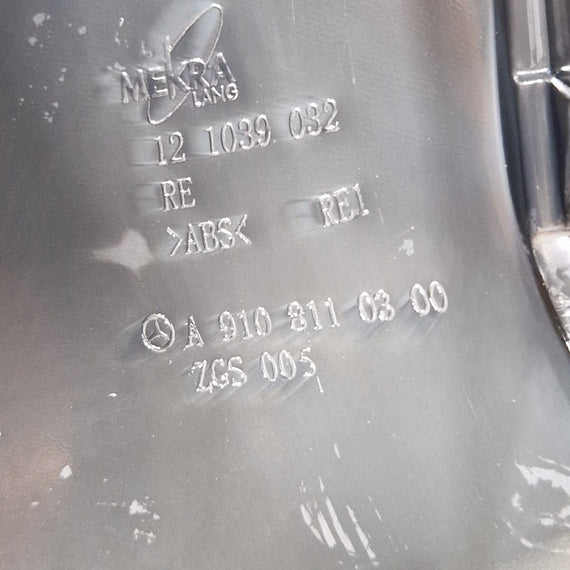 MEKRA
LANG
12 1039 032
RE
>ABS< RE1
A 910 811 03 00
ZGS 005